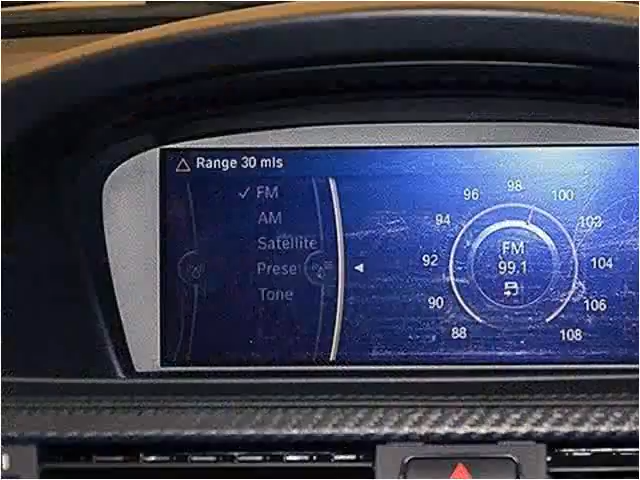 Range 30 mls
✓ FM
AM
Satellite
Prese
Tone
98
96 100
94 102
92 104
90 106
88 108
FM
99.1